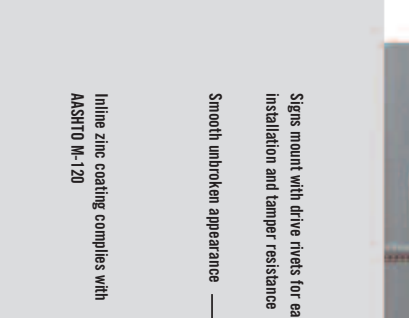 Signs mount with drive rivets for ea
installation and tamper resistance
Smooth unbroken appearance
Inline zinc coating complies with
AASHTO M-120